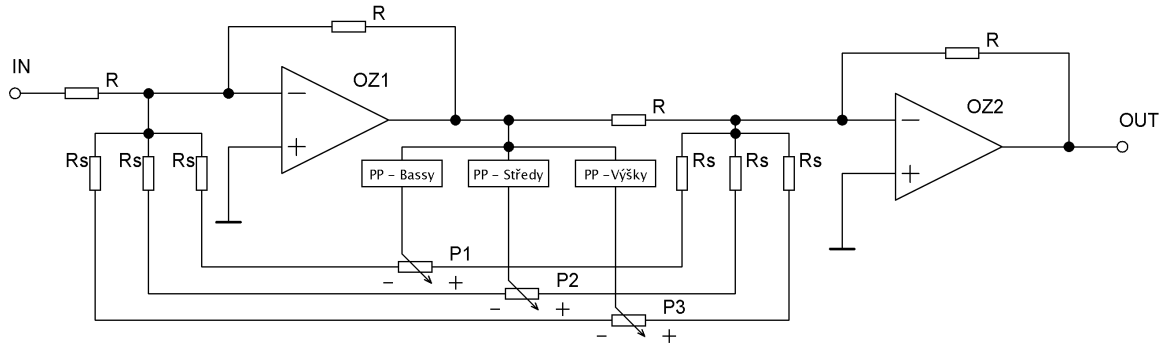 R
R
IN
R
OZ1
OZ2
R
OUT
Rs
Rs
Rs
Rs
Rs
Rs
PP - Bassy
PP - Středy
PP -Výšky
P1
- +
P2
- +
P3
- +